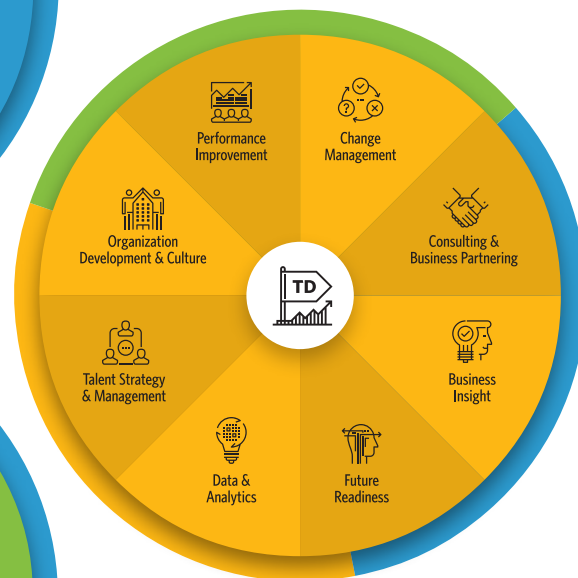 Performance
Improvement
Change
Management
Organization
Development & Culture
Consulting &
Business Partnering
TD
Talent Strategy
& Management
Business
Insight
Data &
Analytics
Future
Readiness